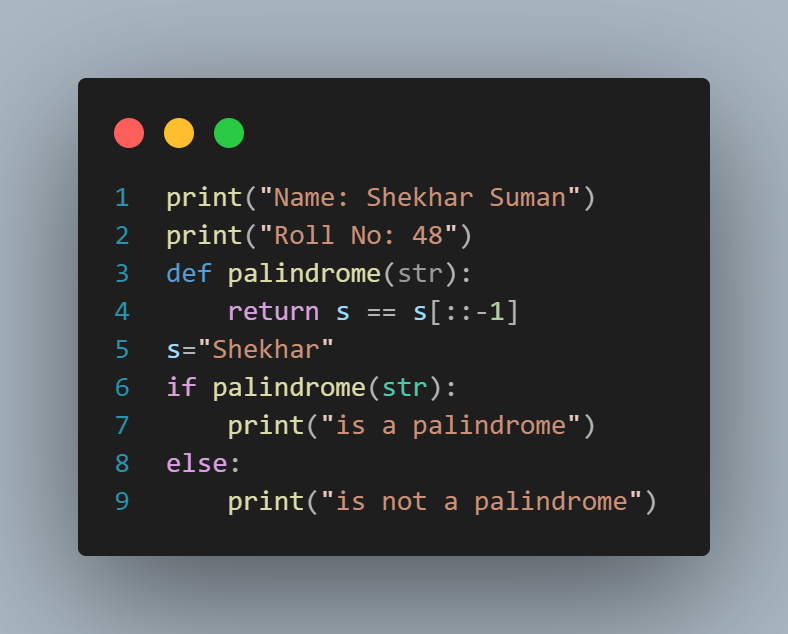 1 print("Name: Shekhar Suman")
2 print("Roll No: 48")
3 def palindrome(str):
4     return s == s[::-1]
5 s="Shekhar"
6 if palindrome(str):
7     print("is a palindrome")
8 else:
9     print("is not a palindrome")